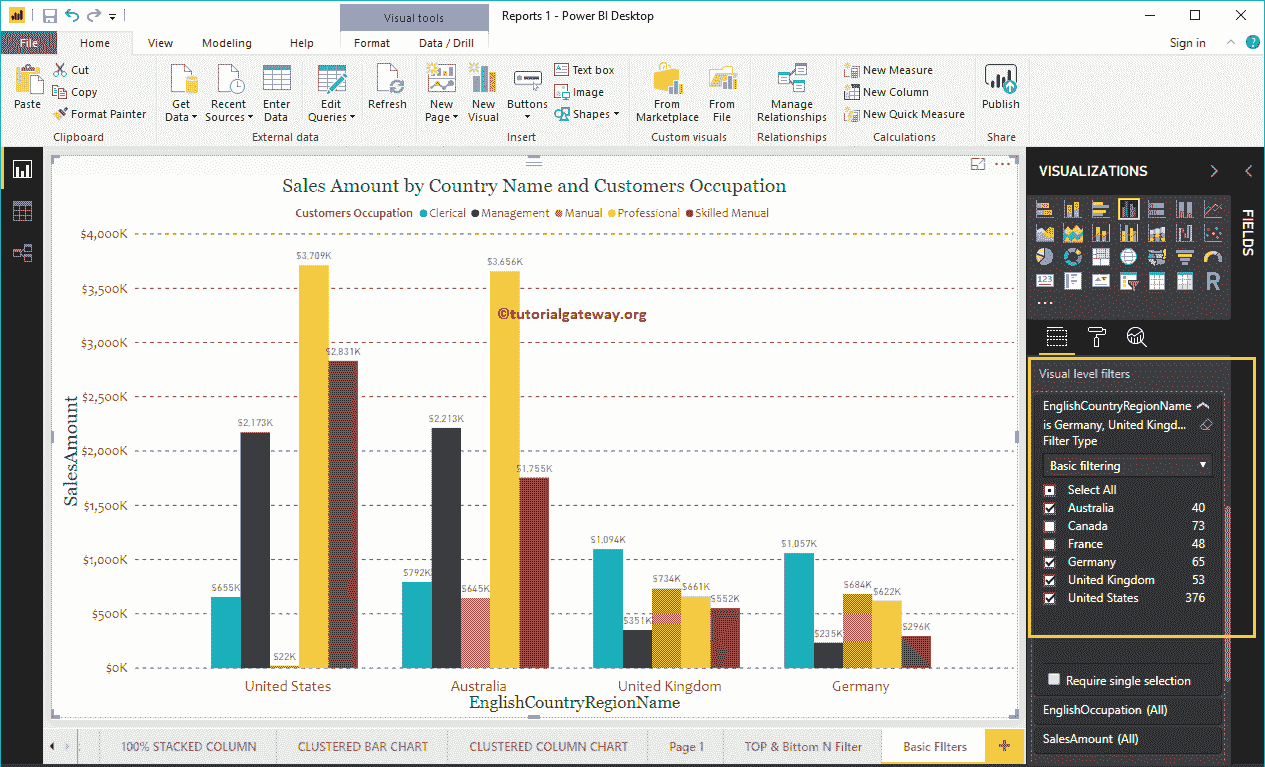 Visual tools
Reports 1 - Power BI Desktop
File Home View Modeling Help Format Data / Drill Sign in
Paste
Cut
Copy
Format Painter
Clipboard
Get Data
Recent Sources
Enter Data
Edit Queries
External data
Refresh
New Page
New Visual
Buttons
Text box
Image
Shapes
Insert
From Marketplace
From File
Custom visuals
Manage Relationships
Relationships
New Measure
New Column
New Quick Measure
Calculations
Publish
Share
Sales Amount by Country Name and Customers Occupation
Customers Occupation Clerical Management Manual Professional Skilled Manual
SalesAmount
$4,000K
$3,500K
$3,000K
$2,500K
$2,000K
$1,500K
$1,000K
$500K
$0K
©tutorialgateway.org
$655K $2,173K $22K $3,709K $2,831K
$792K $2,213K $645K $3,656K $1,755K
$1,094K $351K $734K $661K $552K
$1,057K $235K $684K $622K $296K
United States Australia United Kingdom Germany
EnglishCountryRegionName
100% STACKED COLUMN CLUSTERED BAR CHART CLUSTERED COLUMN CHART Page 1 TOP & Bittom N Filter Basic FIlters +
VISUALIZATIONS
FIELDS
123
R
Visual level filters
EnglishCountryRegionName
is Germany, United Kingd...
Filter Type
Basic filtering
Select All
Australia 40
Canada 73
France 48
Germany 65
United Kingdom 53
United States 376
Require single selection
EnglishOccupation (All)
SalesAmount (All)